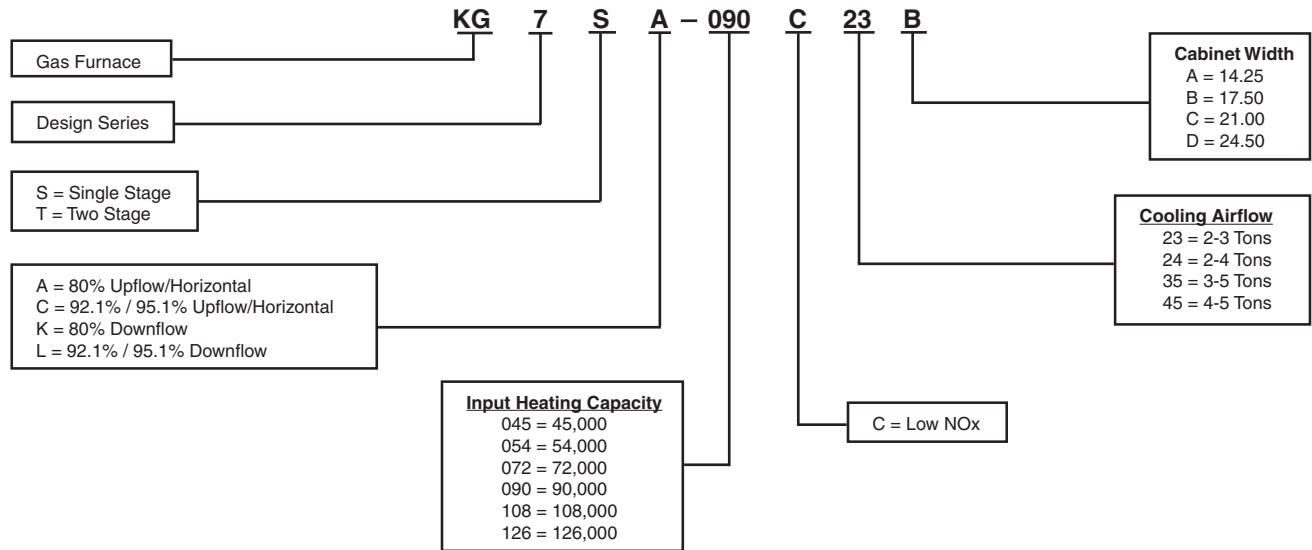 KG 7 S A – 090 C 23 B
Gas Furnace
Design Series
S = Single Stage
T = Two Stage
A = 80% Upflow/Horizontal
C = 92.1% / 95.1% Upflow/Horizontal
K = 80% Downflow
L = 92.1% / 95.1% Downflow
Input Heating Capacity
045 = 45,000
054 = 54,000
072 = 72,000
090 = 90,000
108 = 108,000
126 = 126,000
C = Low NOx
Cooling Airflow
23 = 2-3 Tons
24 = 2-4 Tons
35 = 3-5 Tons
45 = 4-5 Tons
Cabinet Width
A = 14.25
B = 17.50
C = 21.00
D = 24.50